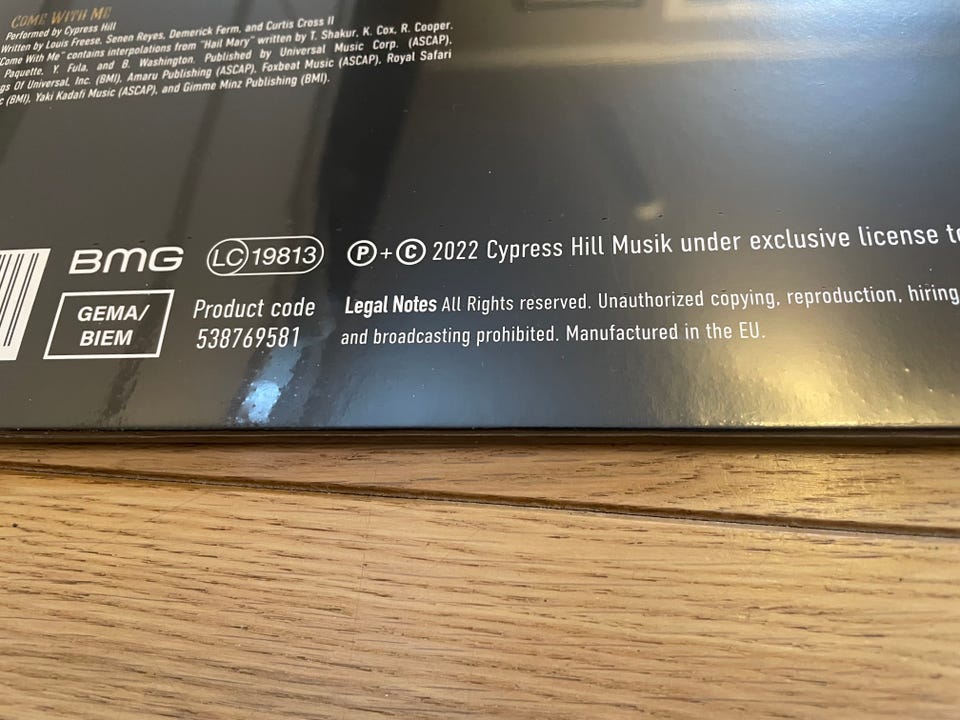 COME WITH ME
Performed by Cypress Hill
Written by Louis Freese, Senen Reyes, Demerick Ferm, and Curtis Cross II
"Come With Me" contains interpolations from "Hail Mary" written by T. Shakur, K. Cox, R. Cooper,
Paquette, Y. Fula, and B. Washington. Published by Universal Music Corp. (ASCAP),
gs Of Universal, Inc. (BMI), Amaru Publishing (ASCAP), Foxbeat Music (ASCAP), Royal Safari
c (BMI), Yaki Kadafi Music (ASCAP), and Gimme Minz Publishing (BMI).
BMG LC 19813 Ⓟ+© 2022 Cypress Hill Musik under exclusive license to
GEMA/
BIEM
Product code
538769581
Legal Notes All Rights reserved. Unauthorized copying, reproduction, hiring,
and broadcasting prohibited. Manufactured in the EU.